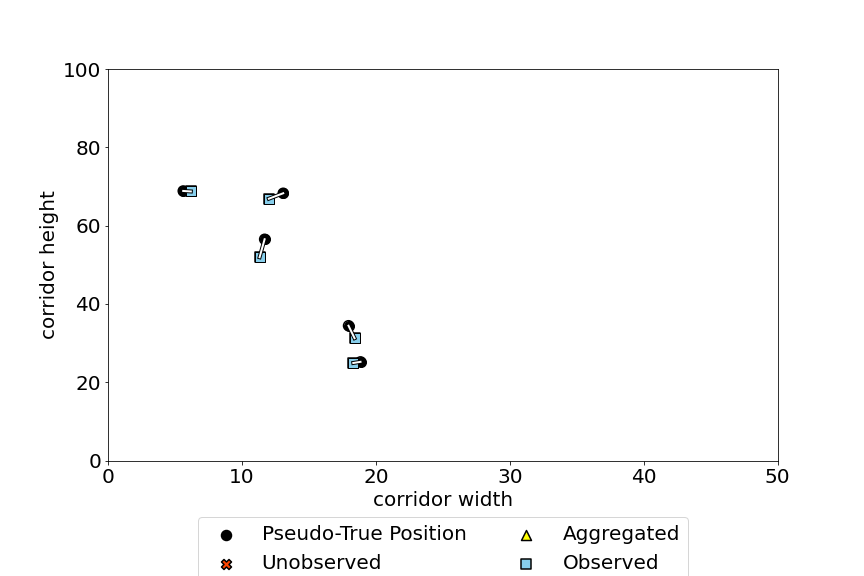 100
80
60
40
20
0
0 10 20 30 40 50
corridor height
corridor width
Pseudo-True Position Aggregated
Unobserved Observed